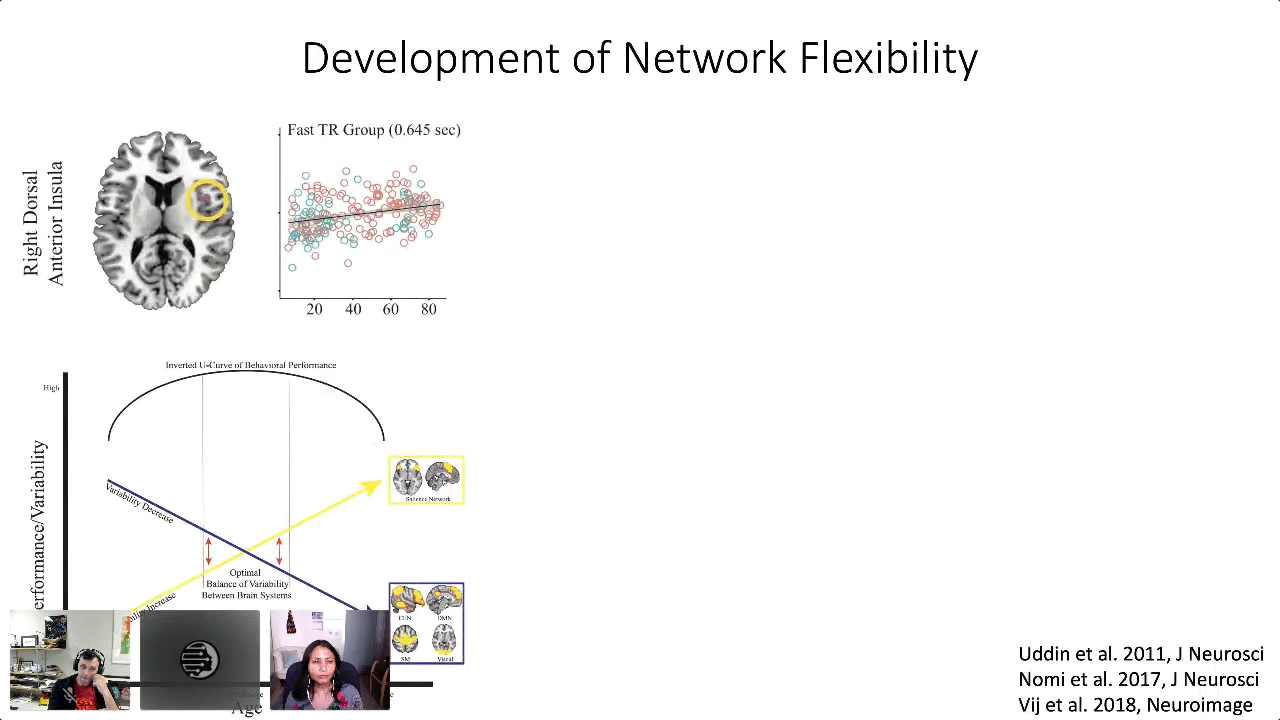 Development of Network Flexibility
Right Dorsal
Anterior Insula
Fast TR Group (0.645 sec)
20 40 60 80
Inverted U-Curve of Behavioral Performance
High
erformance/Variability
Variability Decrease
Salience Network
Optimal
Balance of Variability
Between Brain Systems
Increase
CEN DMN
SM Visual
Age
Uddin et al. 2011, J Neurosci
Nomi et al. 2017, J Neurosci
Vij et al. 2018, Neuroimage